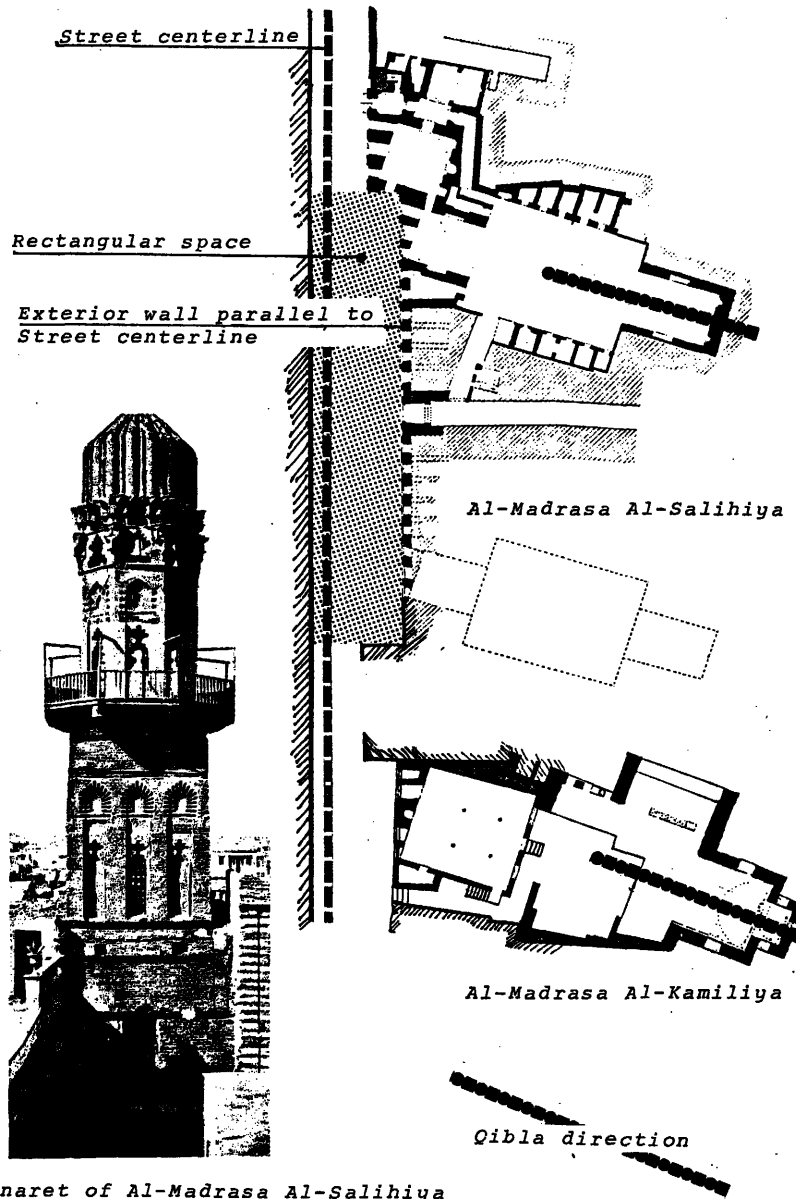 Street centerline
Rectangular space
Exterior wall parallel to
Street centerline
Al-Madrasa Al-Salihiya
Al-Madrasa Al-Kamiliya
Qibla direction
naret of Al-Madrasa Al-Salihiya